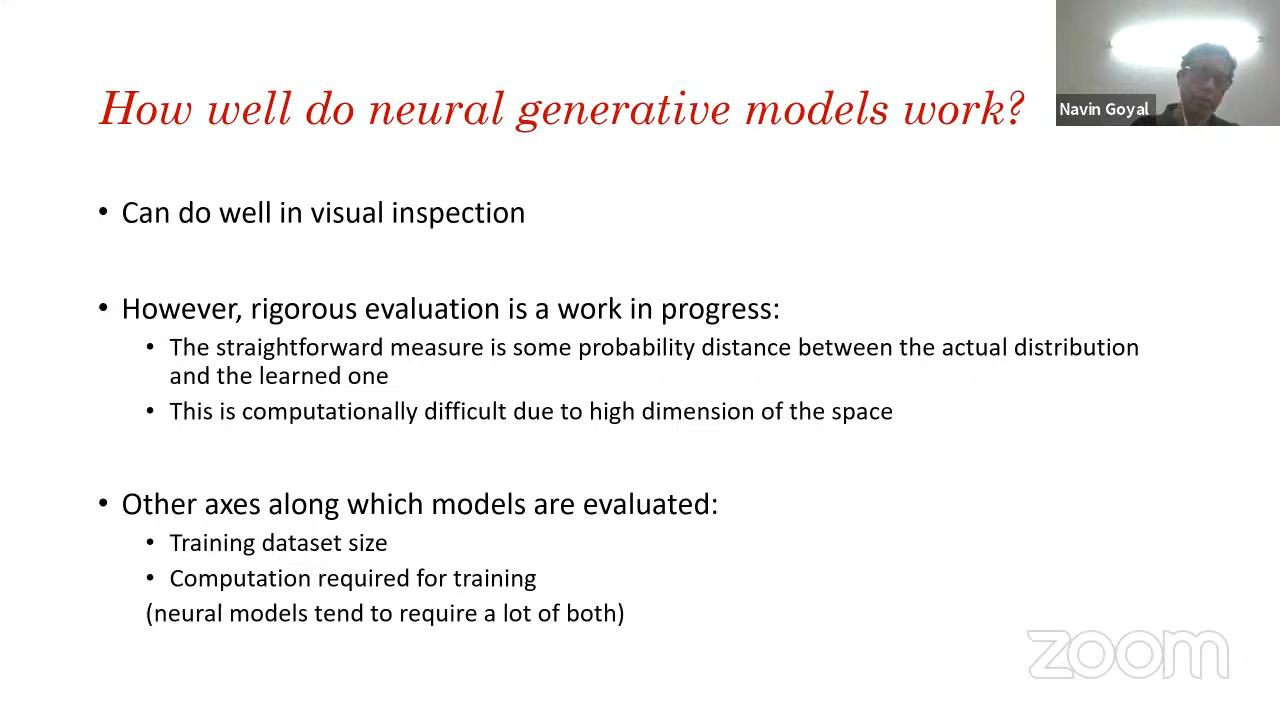 How well do neural generative models work?
Navin Goyal
• Can do well in visual inspection
• However, rigorous evaluation is a work in progress:
• The straightforward measure is some probability distance between the actual distribution
and the learned one
• This is computationally difficult due to high dimension of the space
• Other axes along which models are evaluated:
• Training dataset size
• Computation required for training
(neural models tend to require a lot of both)
zoom